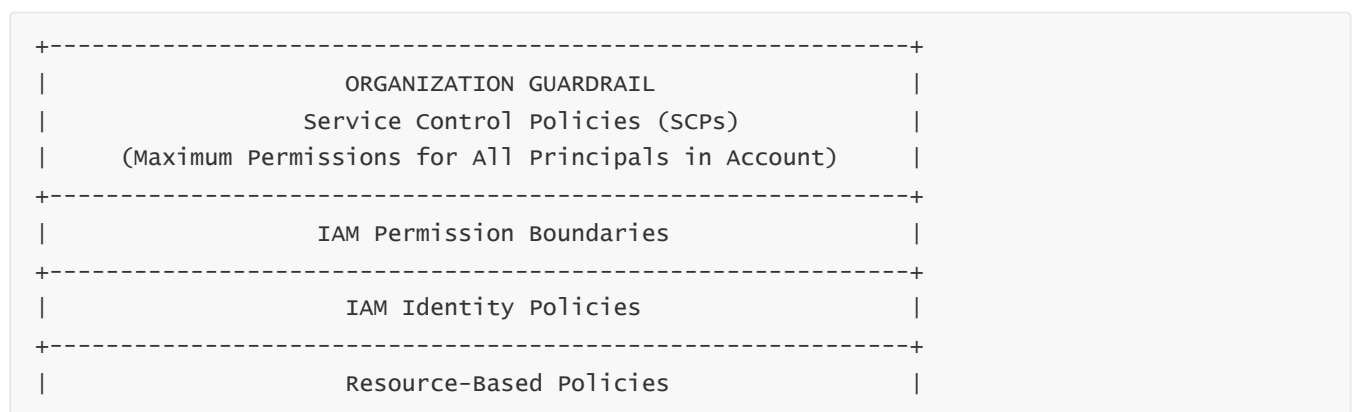 +-------------------------------------------------------------+
|                     ORGANIZATION GUARDRAIL                  |
|                  Service Control Policies (SCPs)            |
|     (Maximum Permissions for All Principals in Account)     |
+-------------------------------------------------------------+
|                   IAM Permission Boundaries                 |
+-------------------------------------------------------------+
|                     IAM Identity Policies                   |
+-------------------------------------------------------------+
|                     Resource-Based Policies                 |